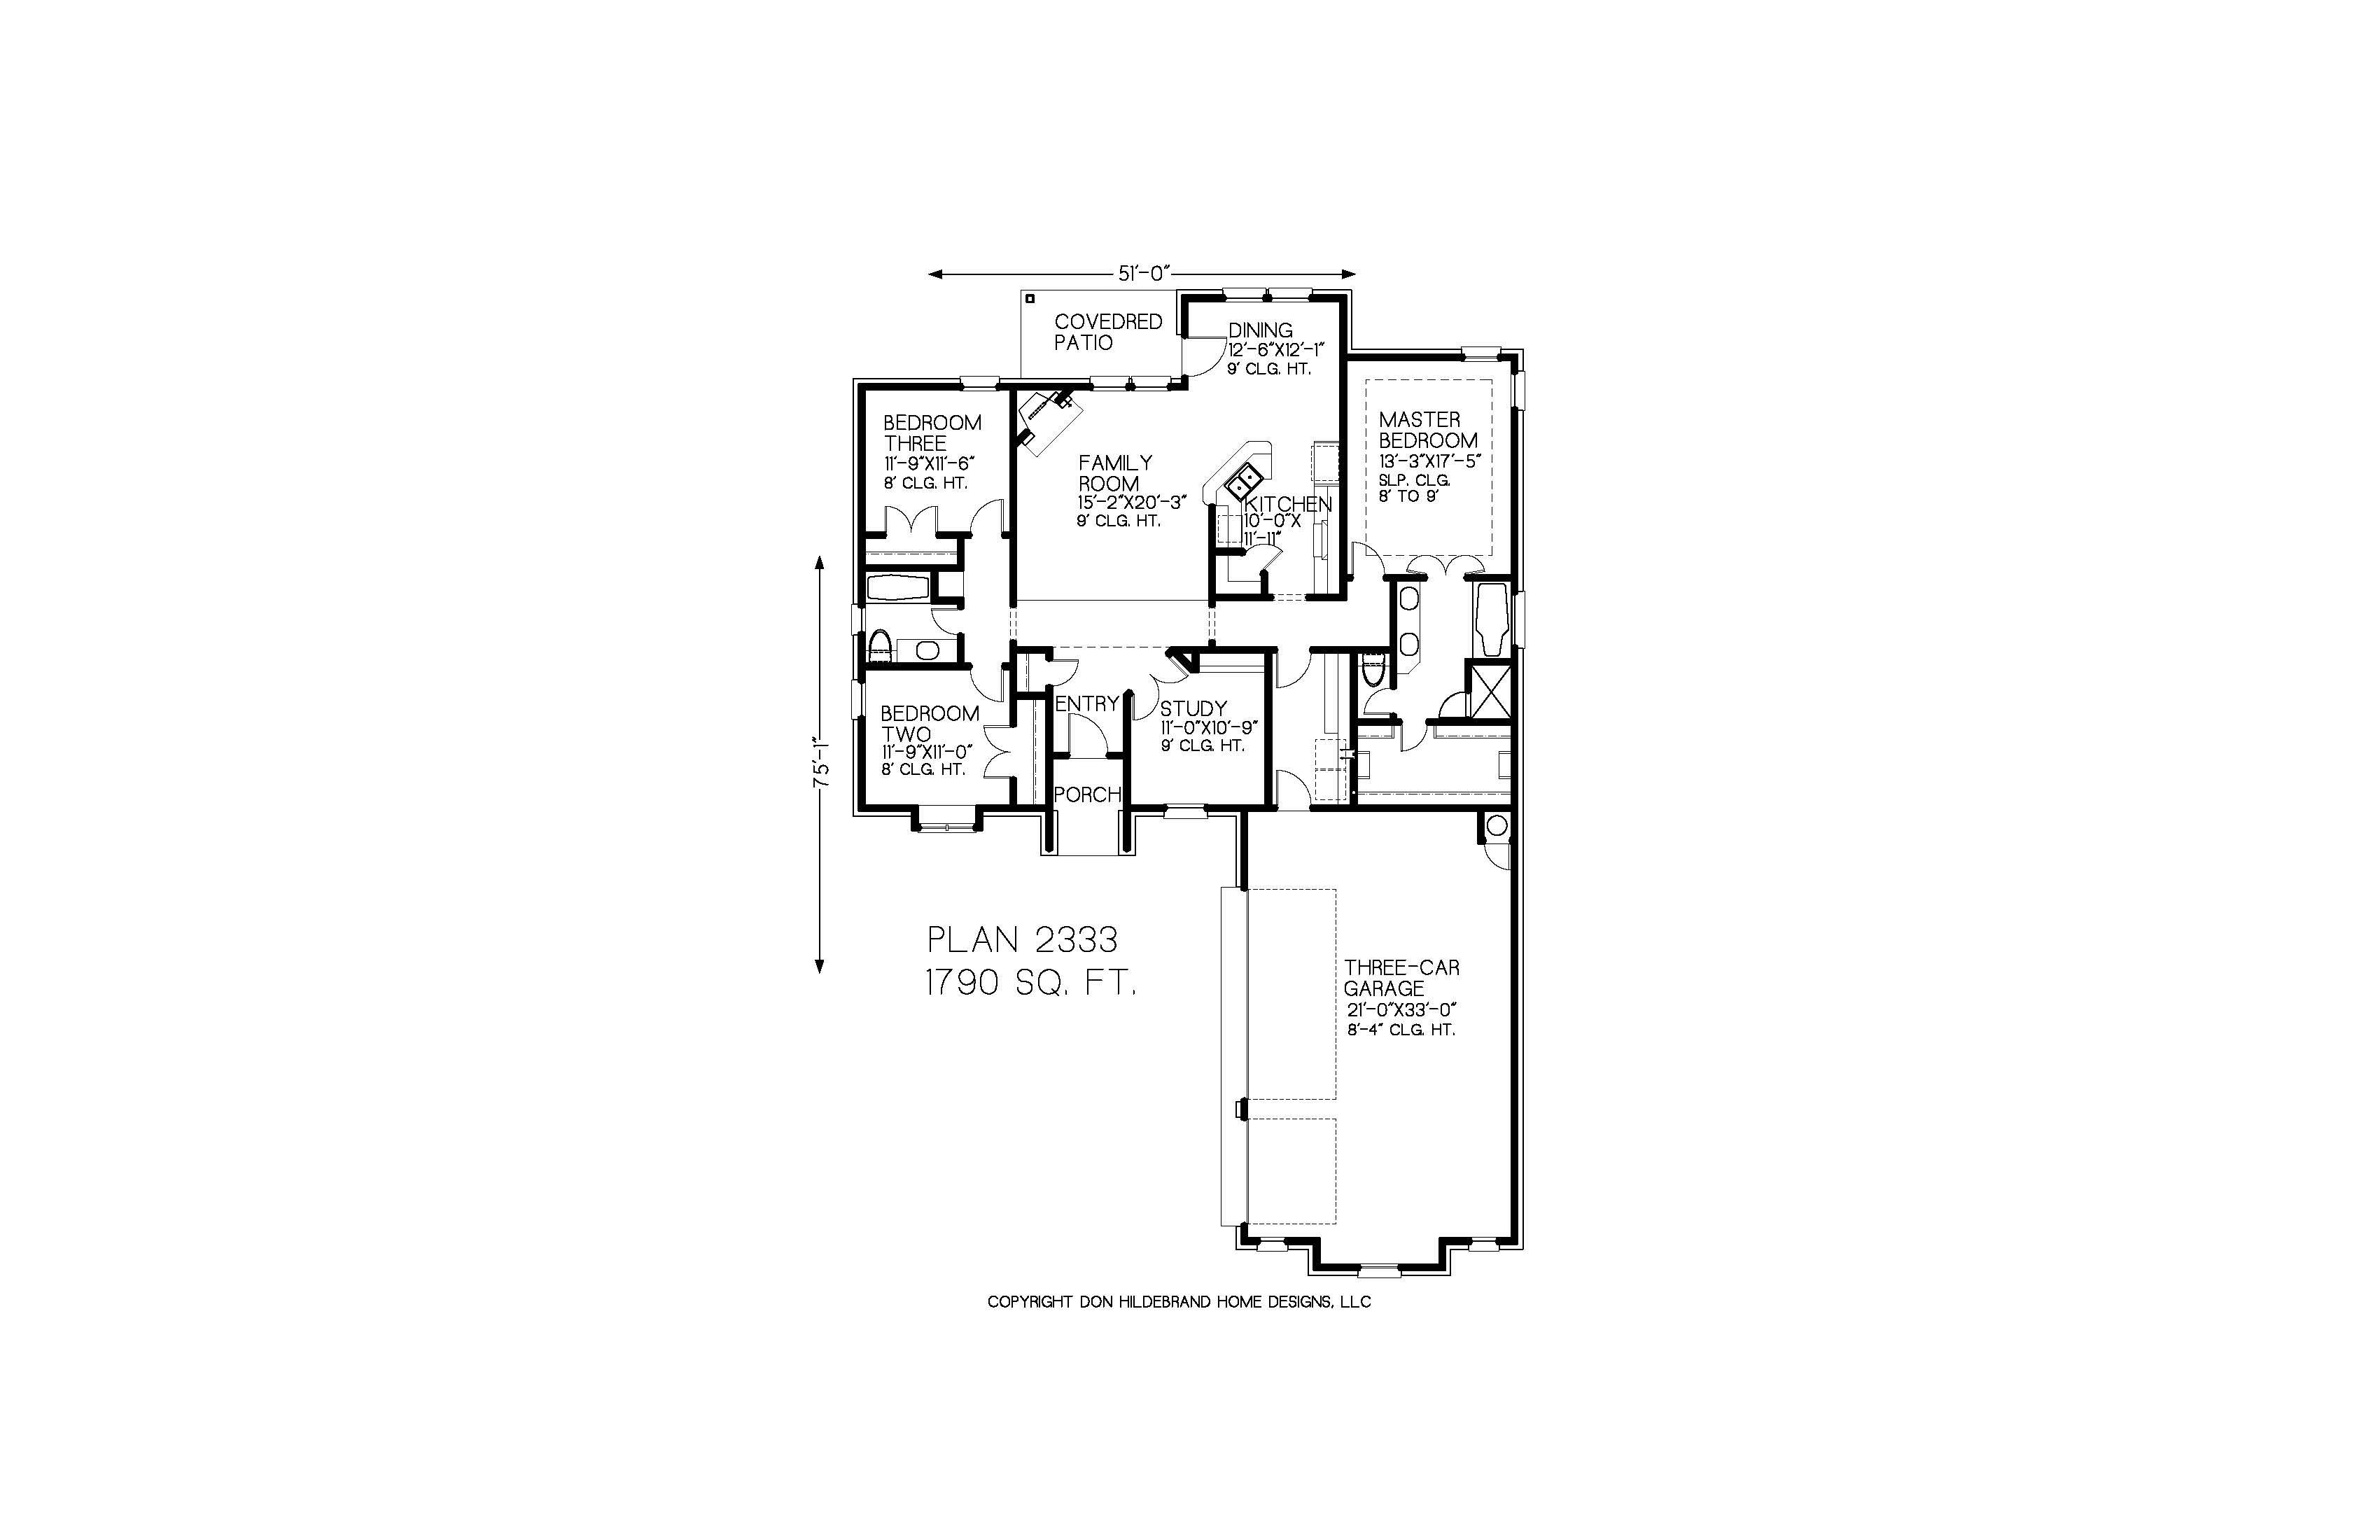 51'-0"
COVEDRED
PATIO
DINING
12'-6"X12'-1"
9' CLG. HT.
BEDROOM
THREE
11'-9"X11'-6"
8' CLG. HT.
FAMILY
ROOM
15'-2"X20'-3"
9' CLG. HT.
KITCHEN
10'-0"X
11'-11"
MASTER
BEDROOM
13'-3"X17'-5"
SLP. CLG.
8' TO 9'
75'-1"
BEDROOM
TWO
11'-9"X11'-0"
8' CLG. HT.
ENTRY
PORCH
STUDY
11'-0"X10'-9"
9' CLG. HT.
PLAN 2333
1790 SQ. FT.
THREE-CAR
GARAGE
21'-0"X33'-0"
8'-4" CLG. HT.
COPYRIGHT DON HILDEBRAND HOME DESIGNS, LLC